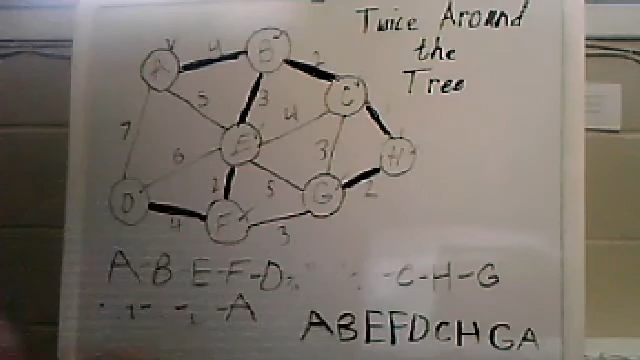 Twice Around
the
Tree
A
4
B
2
C
5
3
4
7
E
H
6
3
2
5
G
2
D
4
F
3
A-B-E-F-D
-C-H-G
-A
ABEFDCHGA